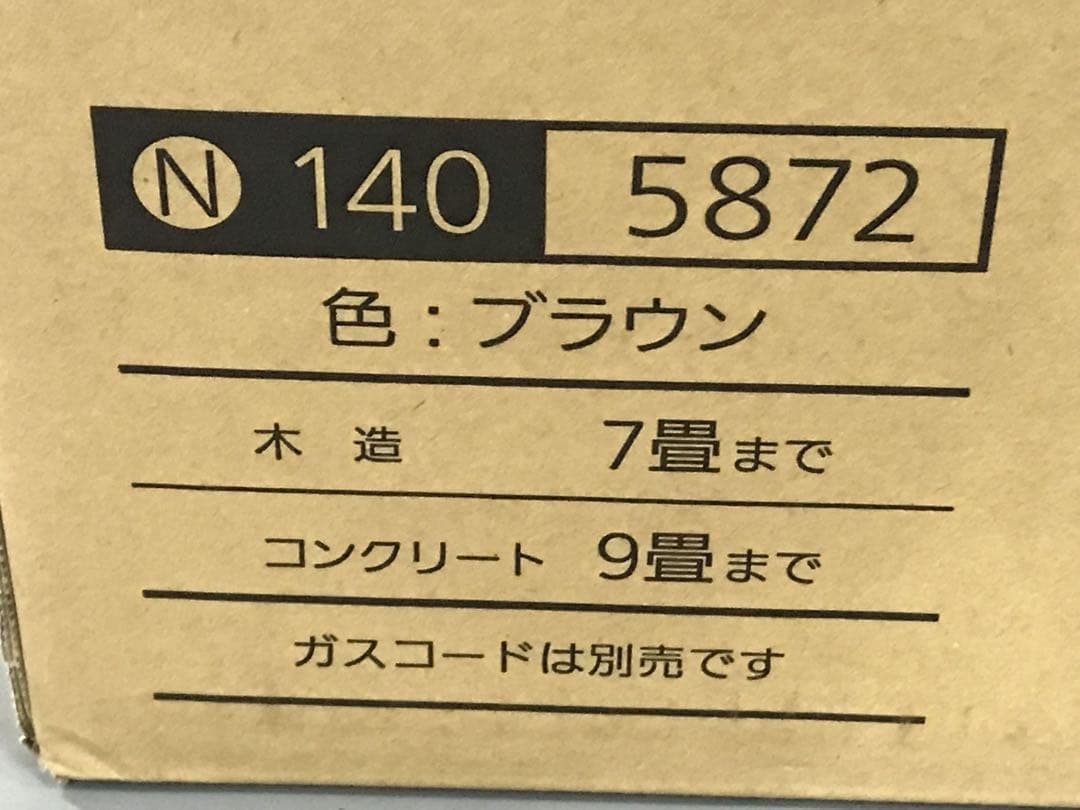 Ⓝ 140 5872
色:ブラウン
木 造 7畳まで
コンクリート 9畳まで
ガスコードは別売です